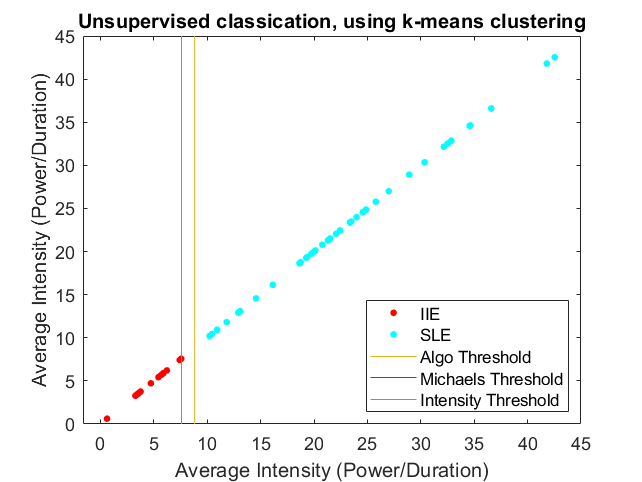 Unsupervised classication, using k-means clustering
Average Intensity (Power/Duration)
45
40
35
30
25
20
15
10
5
0
IIE
SLE
Algo Threshold
Michaels Threshold
Intensity Threshold
0 5 10 15 20 25 30 35 40 45
Average Intensity (Power/Duration)